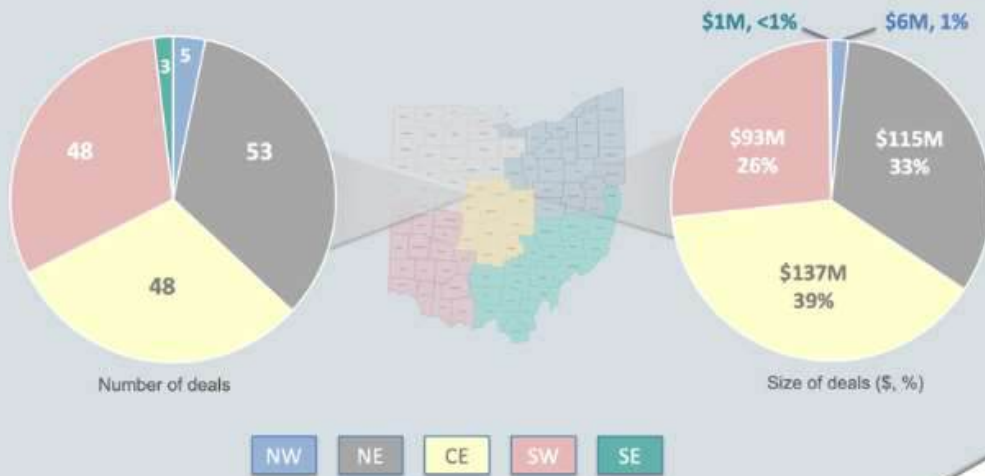 $1M, <1%
$6M, 1%
3
5
48
53
48
Number of deals
$93M
26%
$115M
33%
$137M
39%
Size of deals ($, %)
NW
NE
CE
SW
SE